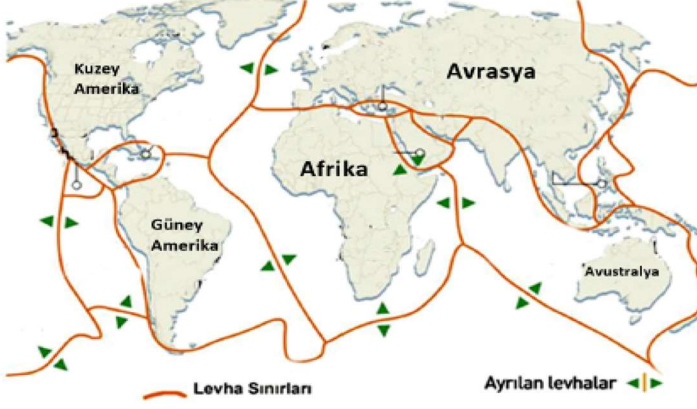 Kuzey
Amerika
Avrasya
Afrika
Güney
Amerika
Avustralya
Levha Sınırları
Ayrılan levhalar